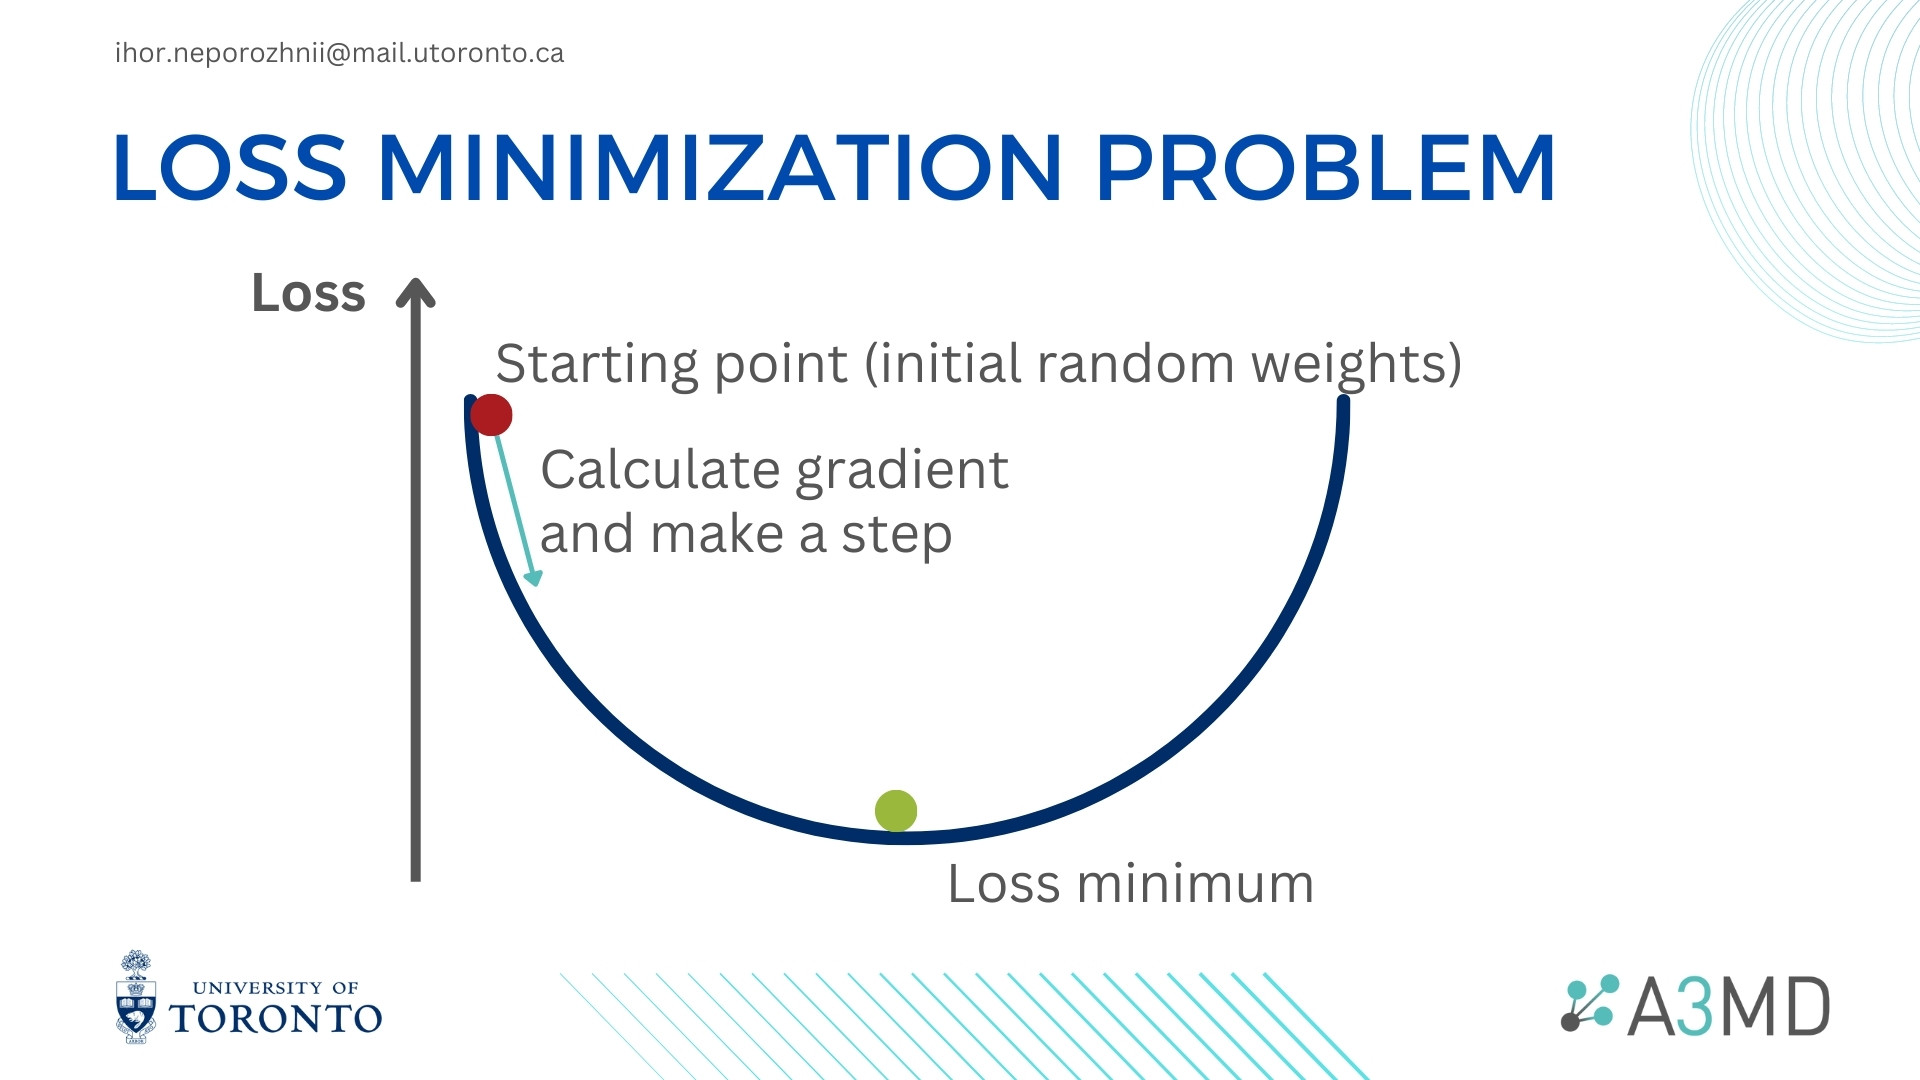 ihor.neporozhnii@mail.utoronto.ca
LOSS MINIMIZATION PROBLEM
Loss
Starting point (initial random weights)
Calculate gradient
and make a step
Loss minimum
UNIVERSITY OF
TORONTO
A3MD